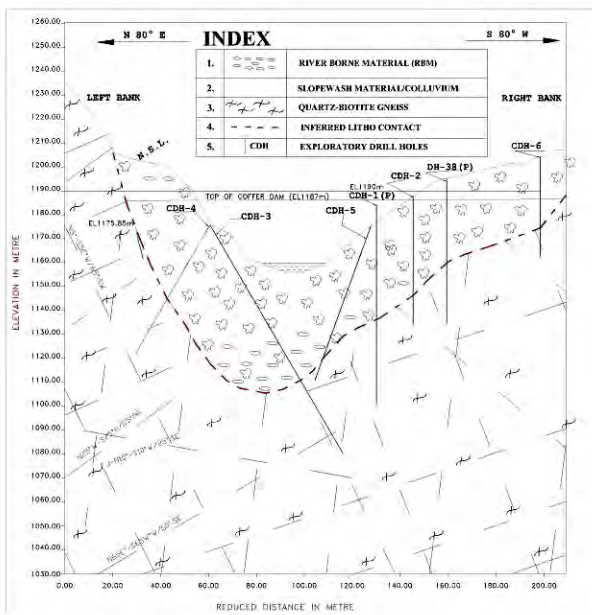 1260.00
N 80° E
INDEX
S 80° W
1250.00
1. RIVER BORNE MATERIAL (RBM)
1240.00
2. SLOPEWASH MATERIAL/COLLUVIUM
1230.00
LEFT BANK
3. QUARTZ-BIOTITE GNEISS
RIGHT BANK
4. INFERRED LITHO CONTACT
1220.00
5. CDH EXPLORATORY DRILL HOLES
1210.00
N.S.L.
CDH-6
1200.00
DH-38(P)
CDH-2
1190.00
EL1190m
TOP OF COFFER DAM (EL1187m)
CDH-1(P)
1180.00
CDH-4
CDH-3
CDH-5
EL1175.85m
1170.00
1160.00
1150.00
ELEVATION IN METRE
1140.00
1130.00
1120.00
1110.00
1100.00
1090.00
1080.00
1070.00
1060.00
1050.00
1040.00
1030.00
0.00 20.00 40.00 60.00 80.00 100.00 120.00 140.00 160.00 180.00 200.00
REDUCED DISTANCE IN METRE